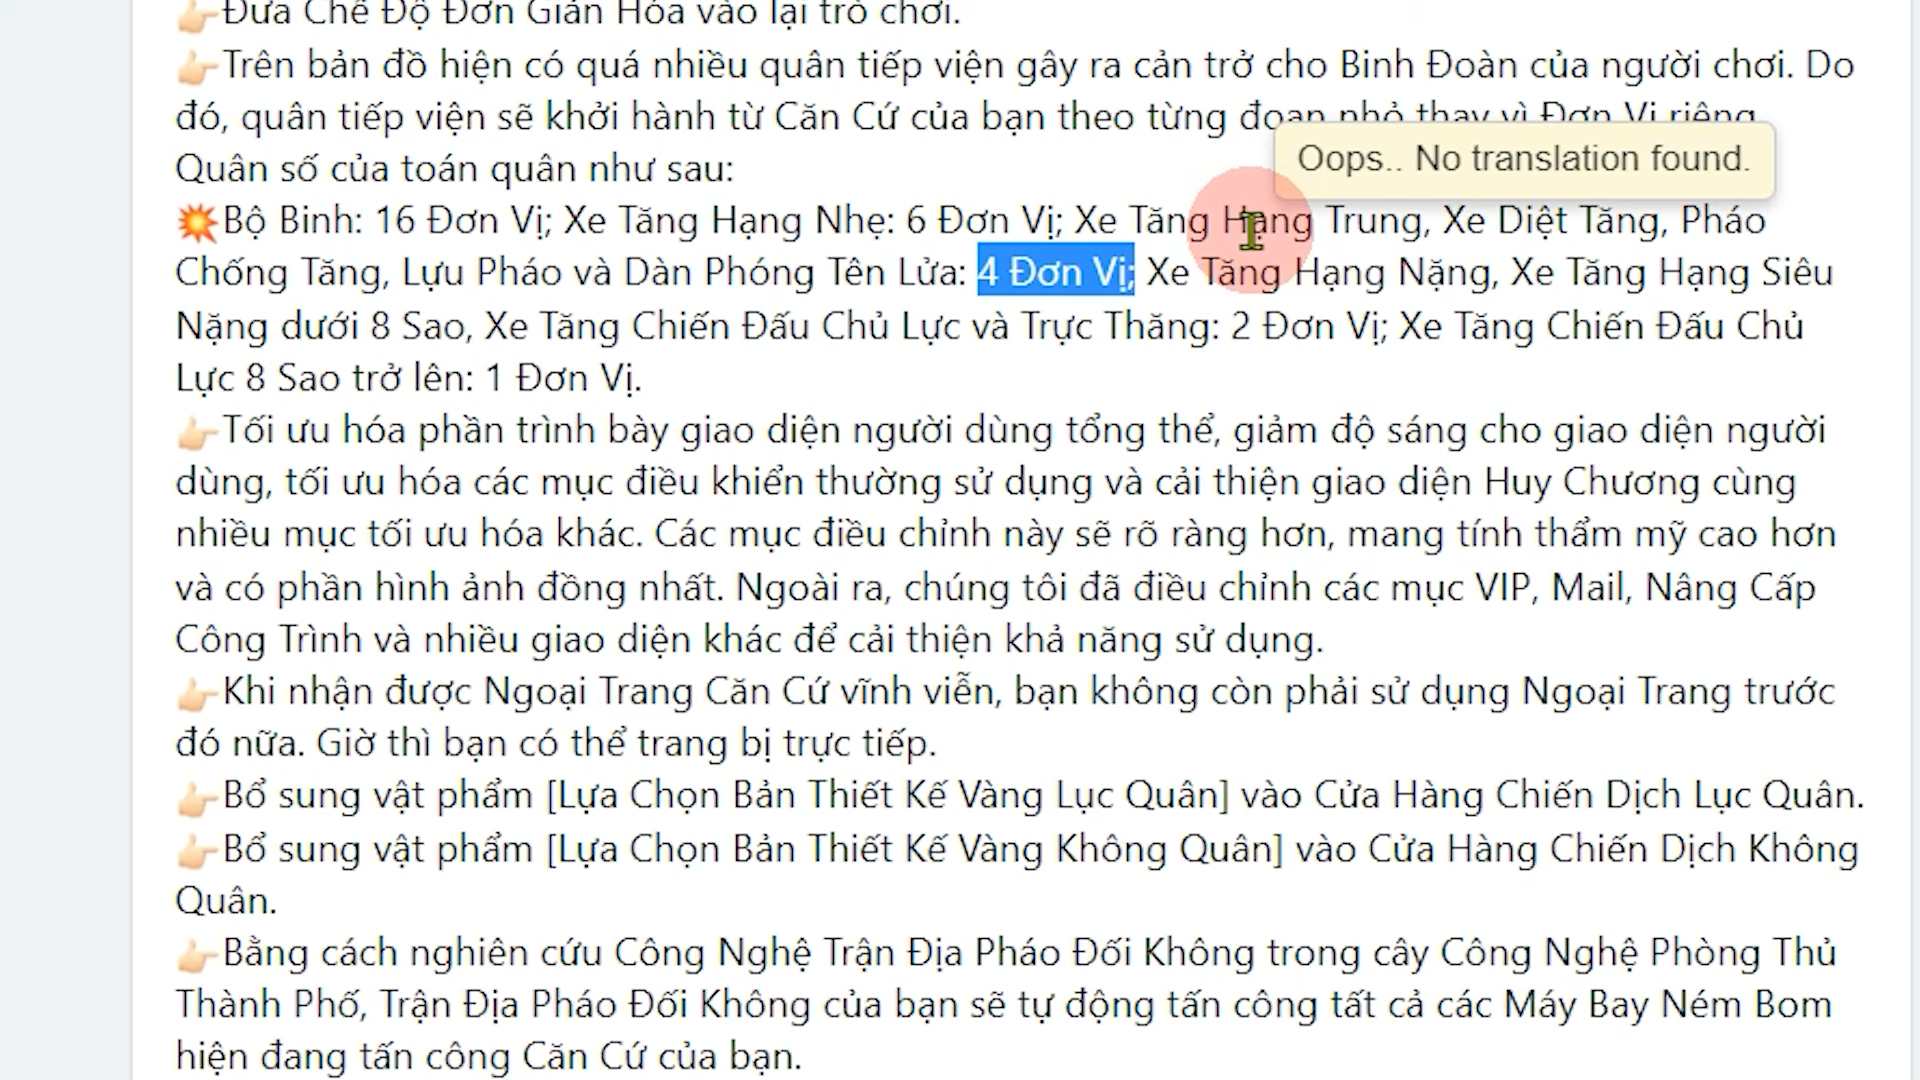 👉🏻Đưa Chế Độ Đơn Giản Hóa vào lại trò chơi.
👉🏻Trên bản đồ hiện có quá nhiều quân tiếp viện gây ra cản trở cho Binh Đoàn của người chơi. Do
đó, quân tiếp viện sẽ khởi hành từ Căn Cứ của bạn theo từng đoạn nhỏ thay vì Đơn Vị riêng
Oops.. No translation found.
Quân số của toán quân như sau:
💥Bộ Binh: 16 Đơn Vị; Xe Tăng Hạng Nhẹ: 6 Đơn Vị; Xe Tăng Hạng Trung, Xe Diệt Tăng, Pháo
Chống Tăng, Lựu Pháo và Dàn Phóng Tên Lửa: 4 Đơn Vị; Xe Tăng Hạng Nặng, Xe Tăng Hạng Siêu
Nặng dưới 8 Sao, Xe Tăng Chiến Đấu Chủ Lực và Trực Thăng: 2 Đơn Vị; Xe Tăng Chiến Đấu Chủ
Lực 8 Sao trở lên: 1 Đơn Vị.
👉🏻Tối ưu hóa phần trình bày giao diện người dùng tổng thể, giảm độ sáng cho giao diện người
dùng, tối ưu hóa các mục điều khiển thường sử dụng và cải thiện giao diện Huy Chương cùng
nhiều mục tối ưu hóa khác. Các mục điều chỉnh này sẽ rõ ràng hơn, mang tính thẩm mỹ cao hơn
và có phần hình ảnh đồng nhất. Ngoài ra, chúng tôi đã điều chỉnh các mục VIP, Mail, Nâng Cấp
Công Trình và nhiều giao diện khác để cải thiện khả năng sử dụng.
👉🏻Khi nhận được Ngoại Trang Căn Cứ vĩnh viễn, bạn không còn phải sử dụng Ngoại Trang trước
đó nữa. Giờ thì bạn có thể trang bị trực tiếp.
👉🏻Bổ sung vật phẩm [Lựa Chọn Bản Thiết Kế Vàng Lục Quân] vào Cửa Hàng Chiến Dịch Lục Quân.
👉🏻Bổ sung vật phẩm [Lựa Chọn Bản Thiết Kế Vàng Không Quân] vào Cửa Hàng Chiến Dịch Không
Quân.
👉🏻Bằng cách nghiên cứu Công Nghệ Trận Địa Pháo Đối Không trong cây Công Nghệ Phòng Thủ
Thành Phố, Trận Địa Pháo Đối Không của bạn sẽ tự động tấn công tất cả các Máy Bay Ném Bom
hiện đang tấn công Căn Cứ của bạn.